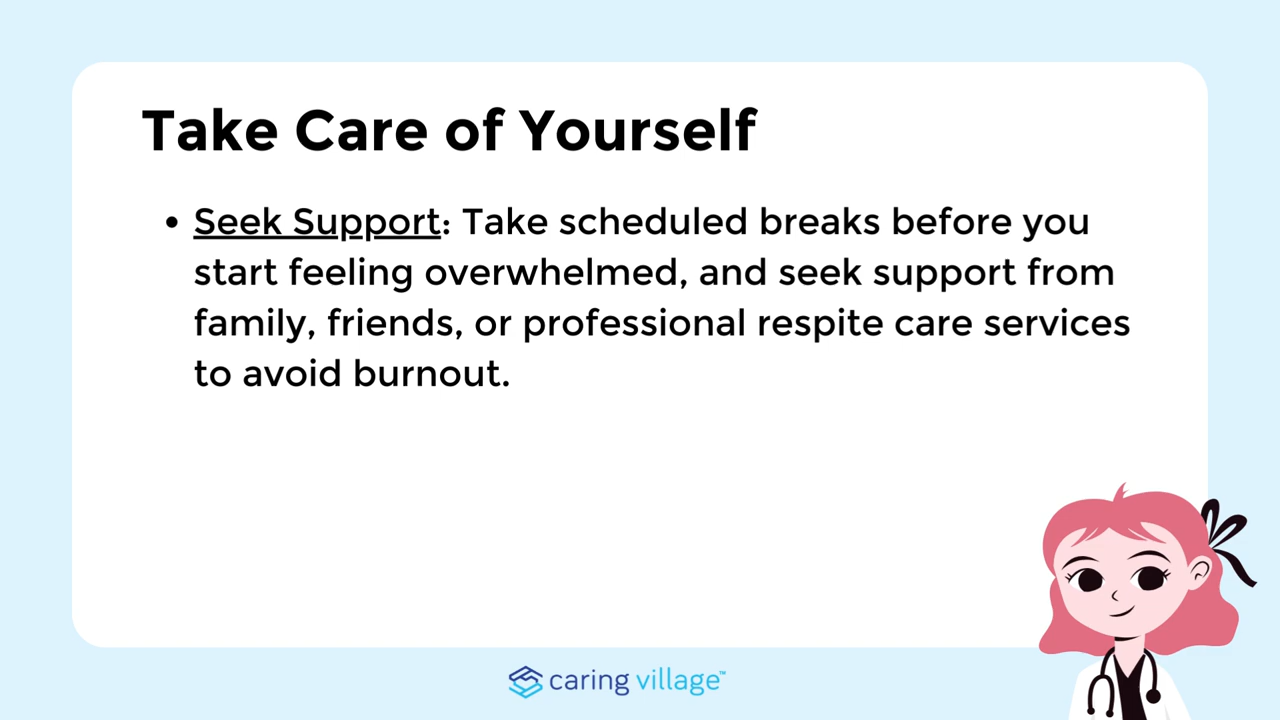 Take Care of Yourself
• Seek Support: Take scheduled breaks before you
start feeling overwhelmed, and seek support from
family, friends, or professional respite care services
to avoid burnout.
caring village™